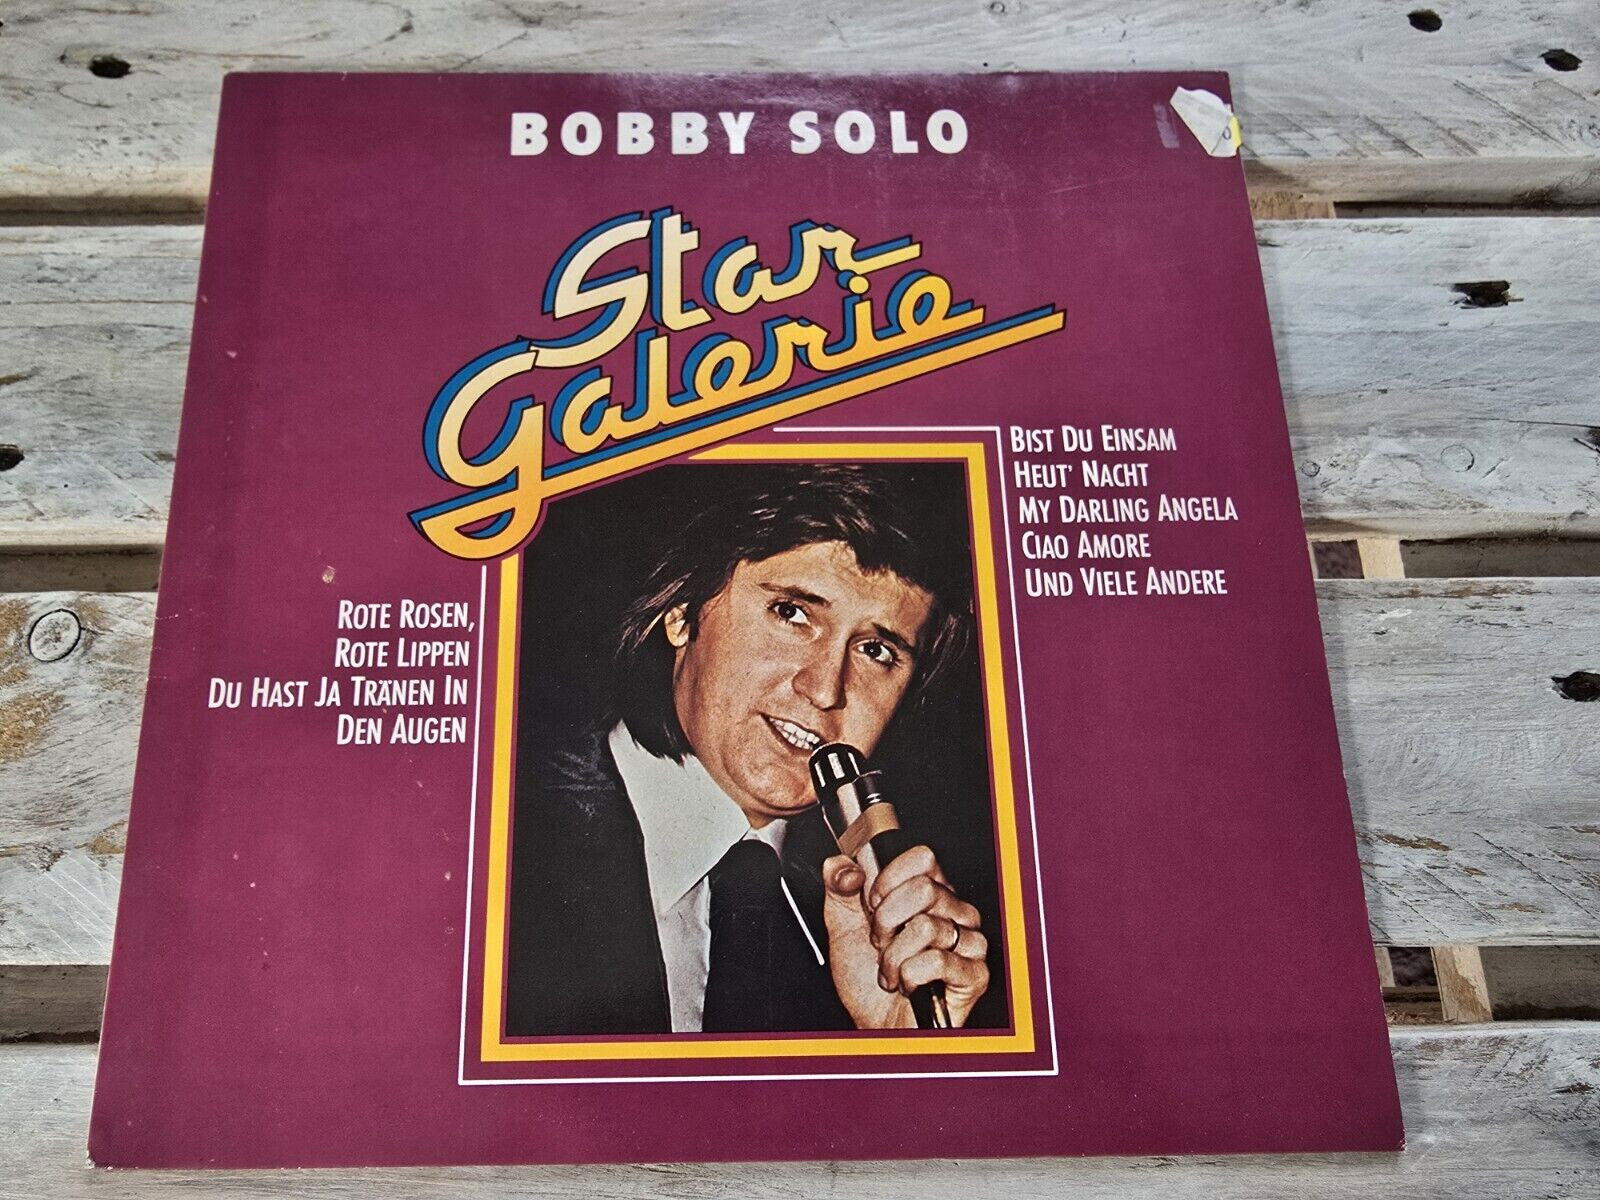 BOBBY SOLO
Star
Galerie
BIST DU EINSAM
HEUT' NACHT
MY DARLING ANGELA
CIAO AMORE
UND VIELE ANDERE
ROTE ROSEN,
ROTE LIPPEN
DU HAST JA TRÄNEN IN
DEN AUGEN